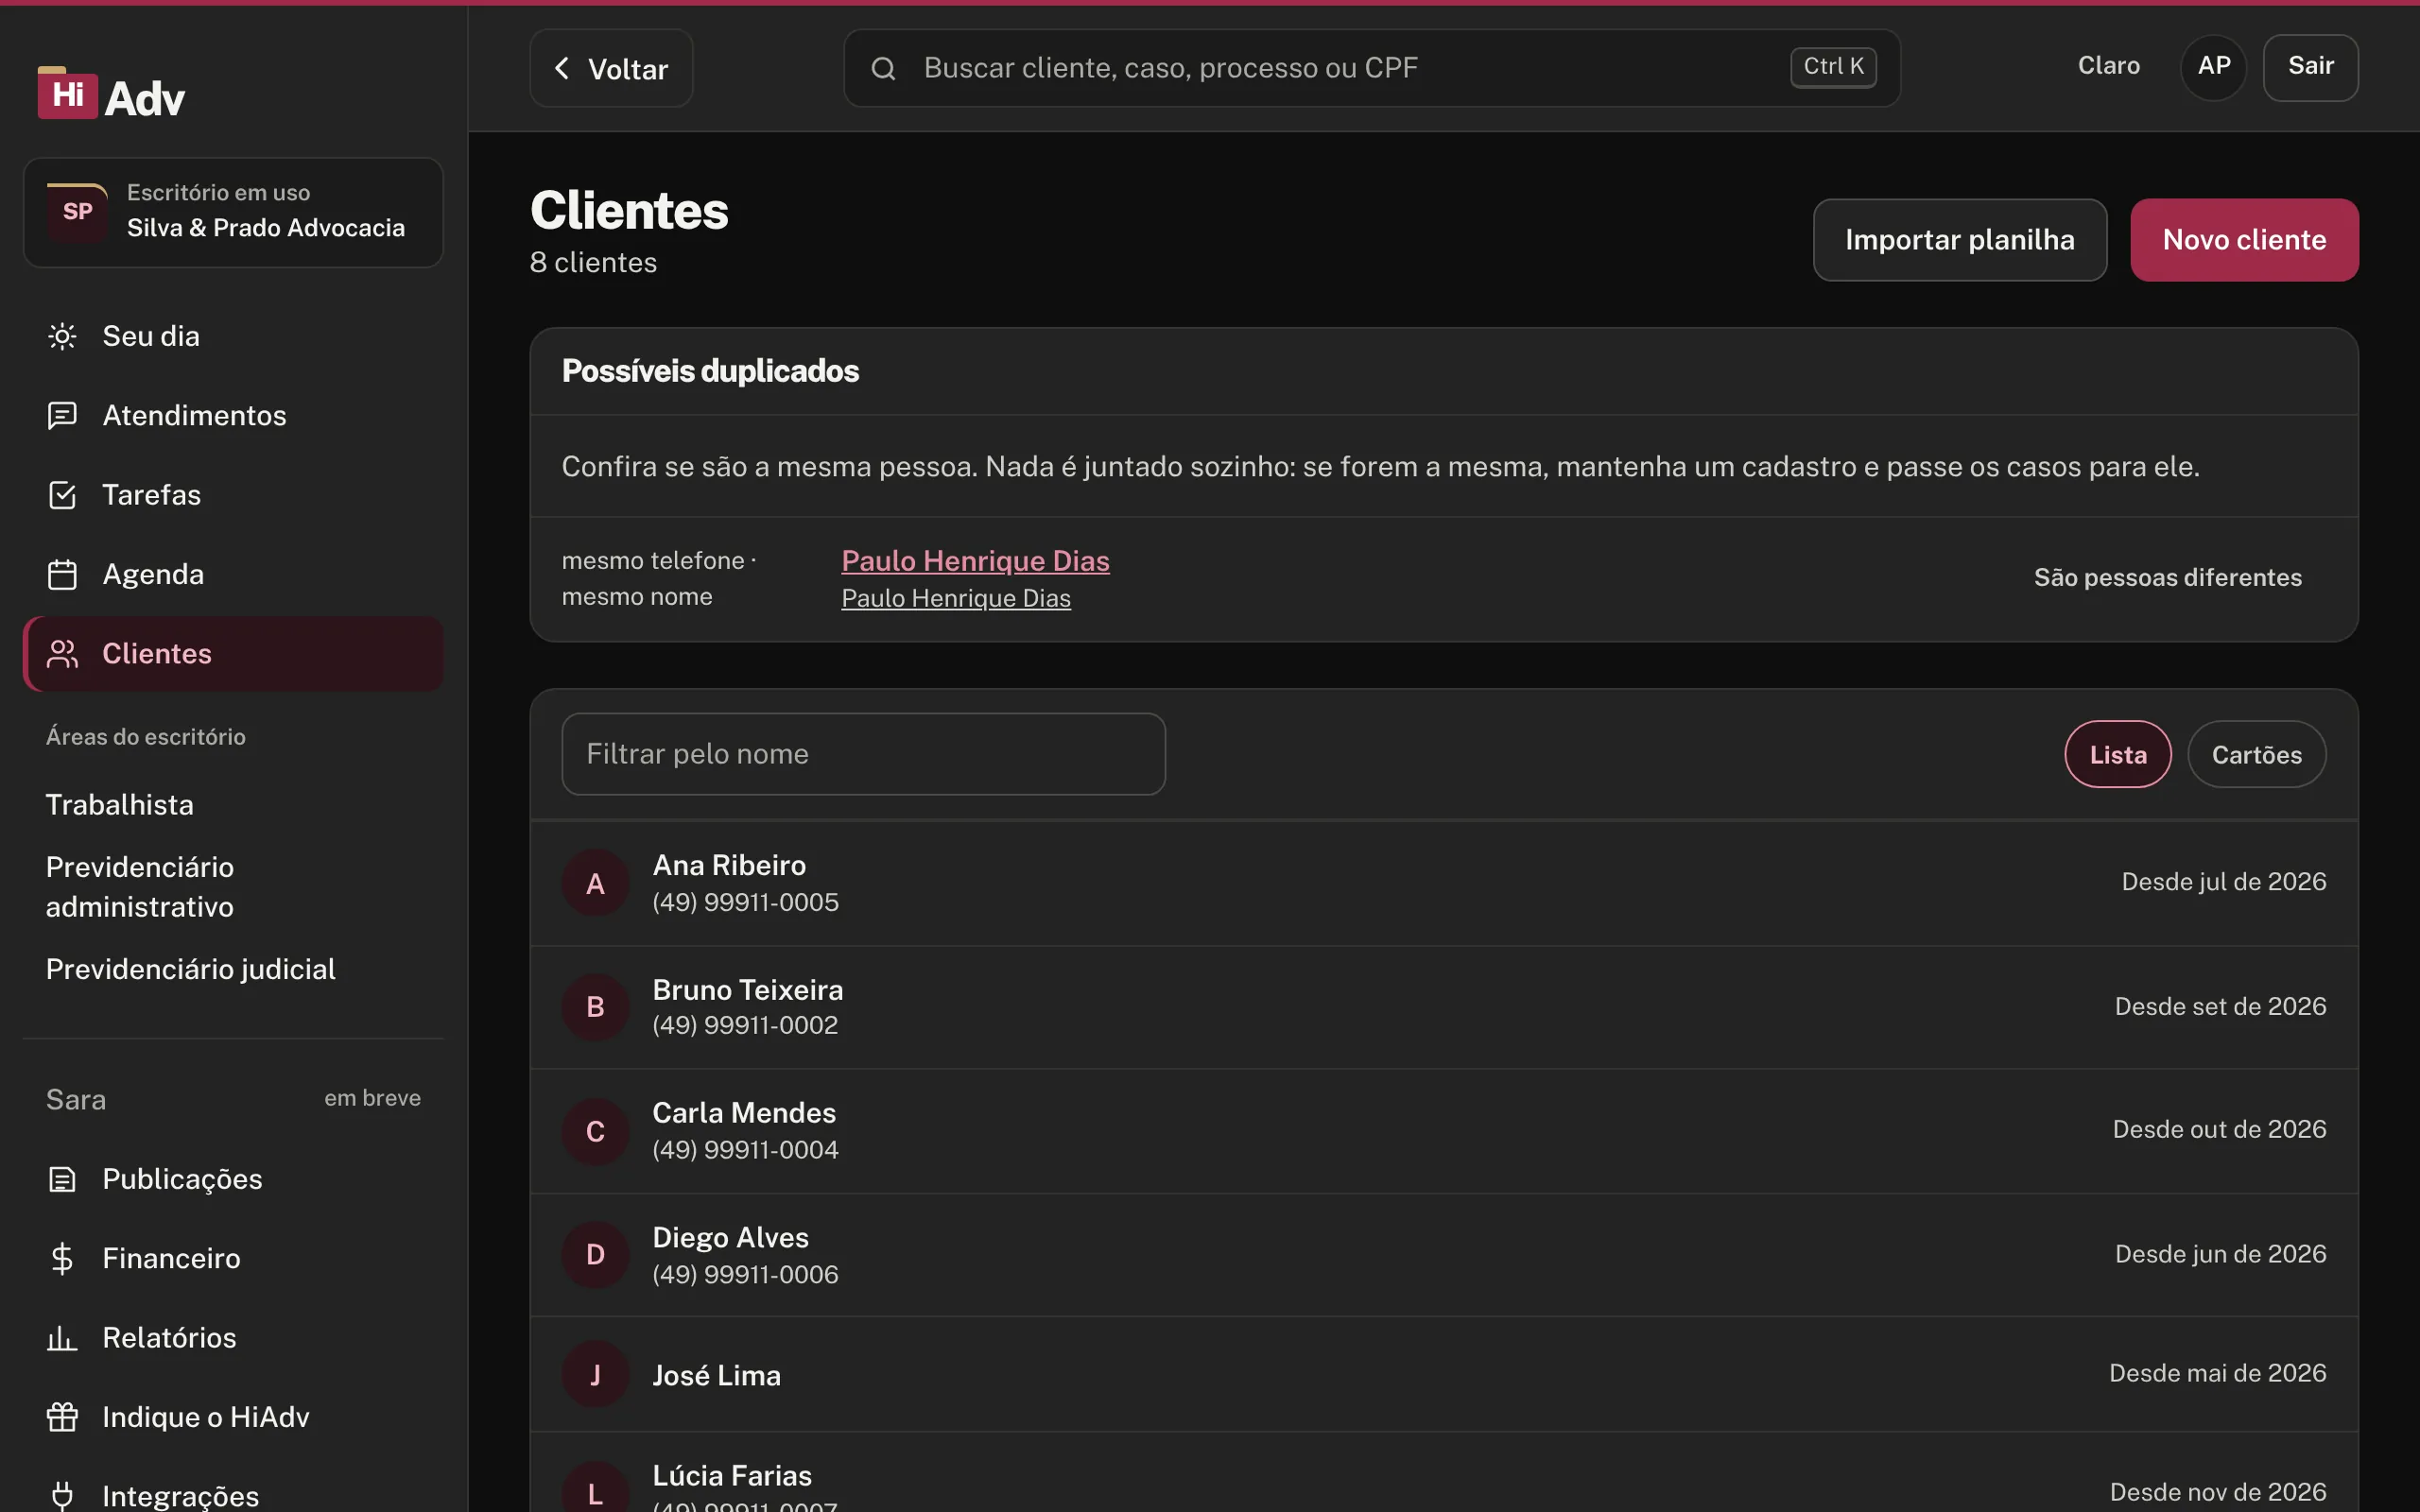 Hi Adv
SP
Escritório em uso
Silva & Prado Advocacia
Seu dia
Atendimentos
Tarefas
Agenda
Clientes
Áreas do escritório
Trabalhista
Previdenciário
administrativo
Previdenciário judicial
Sara
em breve
Publicações
Financeiro
Relatórios
Indique o HiAdv
Integrações
Voltar
Buscar cliente, caso, processo ou CPF
Ctrl K
Claro
AP
Sair
Clientes
8 clientes
Importar planilha
Novo cliente
Possíveis duplicados
Confira se são a mesma pessoa. Nada é juntado sozinho: se forem a mesma, mantenha um cadastro e passe os casos para ele.
mesmo telefone ·
mesmo nome
Paulo Henrique Dias
Paulo Henrique Dias
São pessoas diferentes
Filtrar pelo nome
Lista
Cartões
A
Ana Ribeiro
(49) 99911-0005
Desde jul de 2026
B
Bruno Teixeira
(49) 99911-0002
Desde set de 2026
C
Carla Mendes
(49) 99911-0004
Desde out de 2026
D
Diego Alves
(49) 99911-0006
Desde jun de 2026
J
José Lima
Desde mai de 2026
L
Lúcia Farias
(49) 99911-0007
Desde nov de 2026